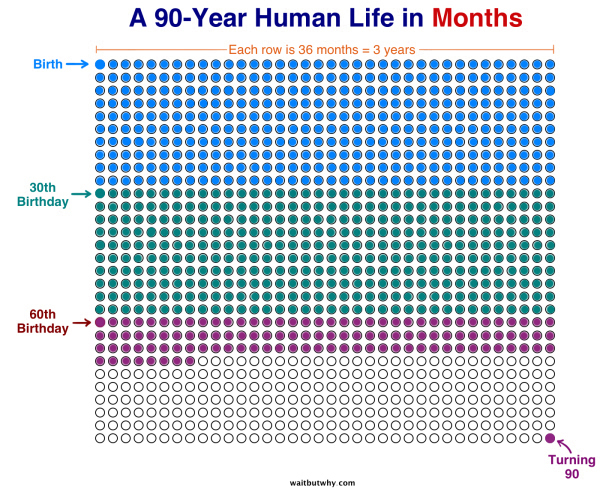 A 90-Year Human Life in Months
Each row is 36 months = 3 years
Birth
30th
Birthday
60th
Birthday
Turning
90
waitbutwhy.com